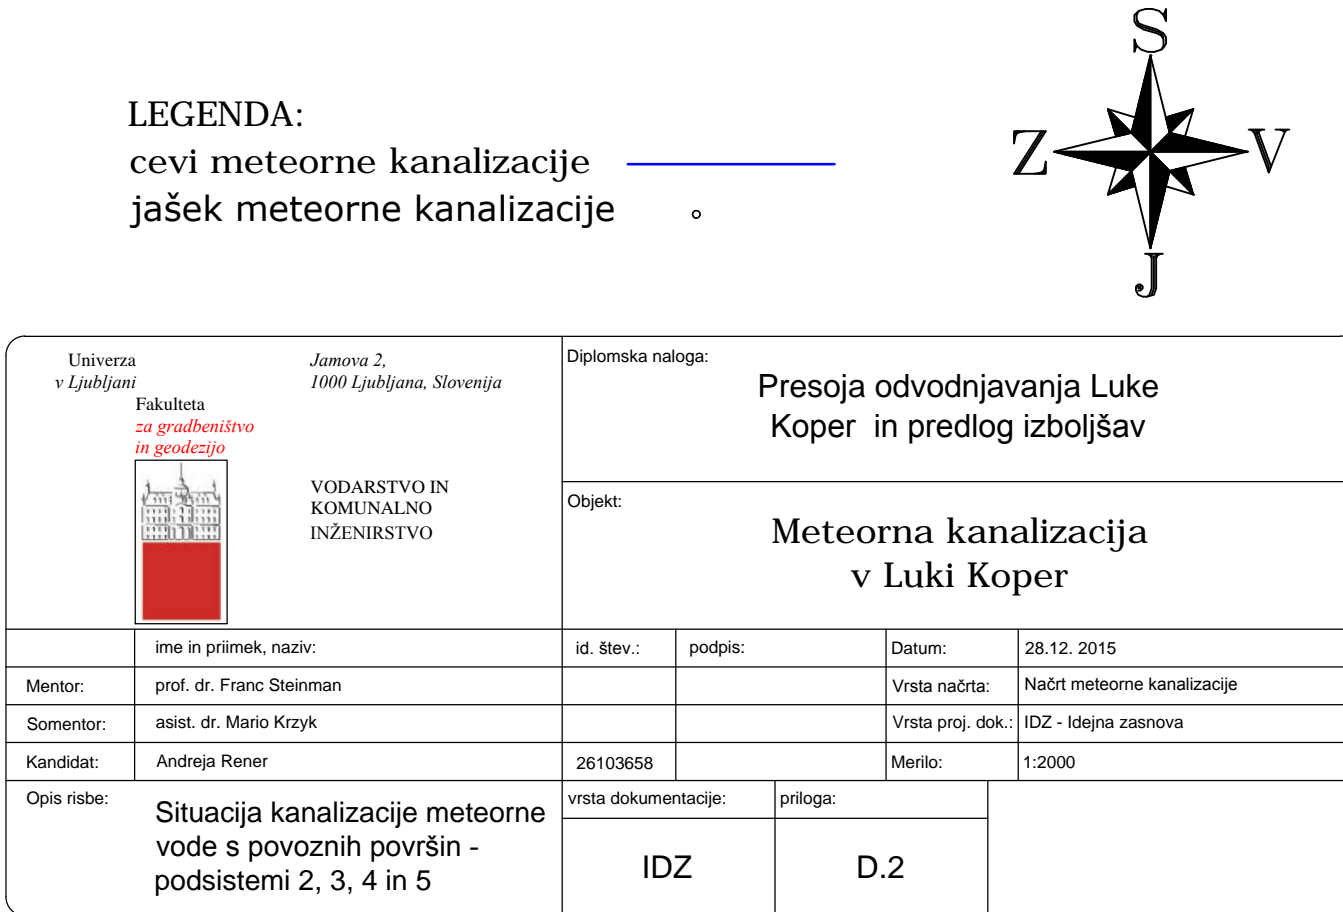 S
Z
V
J
LEGENDA:
cevi meteorne kanalizacije
jašek meteorne kanalizacije
Univerza
v Ljubljani
Fakulteta
za gradbeništvo
in geodezijo
Jamova 2,
1000 Ljubljana, Slovenija
VODARSTVO IN
KOMUNALNO
INŽENIRSTVO
Diplomska naloga:
Presoja odvodnjavanja Luke
Koper in predlog izboljšav
Objekt:
Meteorna kanalizacija
v Luki Koper
ime in priimek, naziv: id. štev.: podpis: Datum: 28.12. 2015
Mentor: prof. dr. Franc Steinman Vrsta načrta: Načrt meteorne kanalizacije
Somentor: asist. dr. Mario Krzyk Vrsta proj. dok.: IDZ - Idejna zasnova
Kandidat: Andreja Rener 26103658 Merilo: 1:2000
Opis risbe:
Situacija kanalizacije meteorne
vode s povoznih površin -
podsistemi 2, 3, 4 in 5
vrsta dokumentacije: priloga:
IDZ D.2